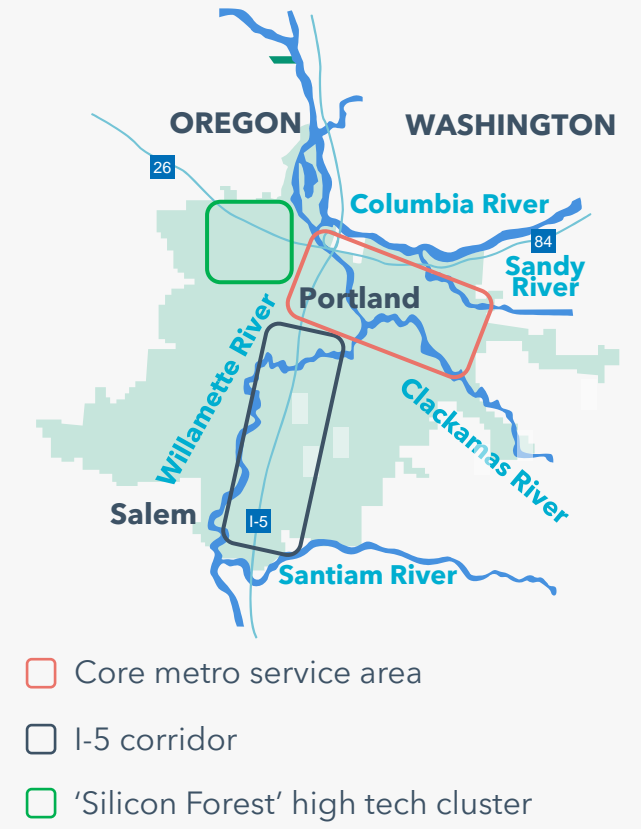 OREGON
WASHINGTON
26
Columbia River
84
Sandy
River
Portland
Willamette River
Clackamas River
Salem
I-5
Santiam River
Core metro service area
I-5 corridor
‘Silicon Forest’ high tech cluster